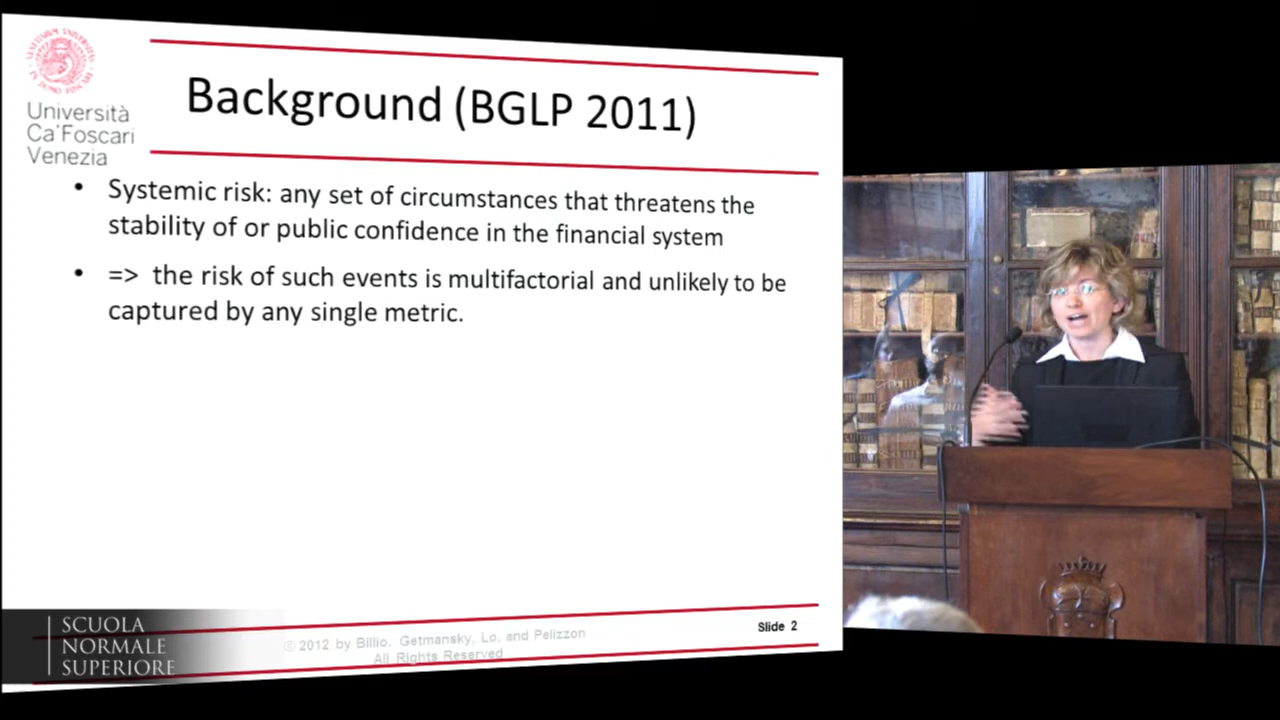 Università
Ca'Foscari
Venezia
Background (BGLP 2011)
• Systemic risk: any set of circumstances that threatens the
stability of or public confidence in the financial system
• => the risk of such events is multifactorial and unlikely to be
captured by any single metric.
Slide 2
© 2012 by Billio, Getmansky, Lo, and Pelizzon
All Rights Reserved
SCUOLA
NORMALE
SUPERIORE